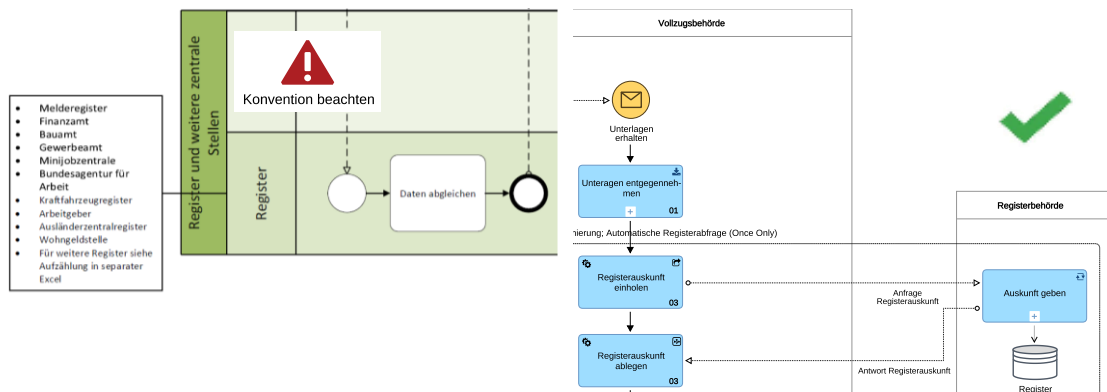 Melderegister
Finanzamt
Bauamt
Gewerbeamt
Minijobzentrale
Bundesagentur für
Arbeit
Kraftfahrzeugregister
Arbeitgeber
Ausländerzentralregister
Wohngeldstelle
Für weitere Register siehe
Aufzählung in separater
Excel
Register und weitere zentrale
Stellen
Konvention beachten
Register
Daten abgleichen
Vollzugsbehörde
Unterlagen
erhalten
Unteragen entgegenneh-
men
01
nierung; Automatische Registerabfrage (Once Only)
Registerauskunft
einholen
03
Registerauskunft
ablegen
03
Registerbehörde
Anfrage
Registerauskunft
Auskunft geben
Antwort Registerauskunft
Register